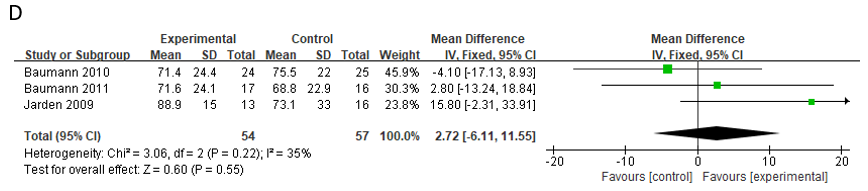 D
Experimental Control Mean Difference Mean Difference
Study or Subgroup Mean SD Total Mean SD Total Weight IV, Fixed, 95% CI IV, Fixed, 95% CI
Baumann 2010 71.4 24.4 24 75.5 22 25 45.9% -4.10 [-17.13, 8.93]
Baumann 2011 71.6 24.1 17 68.8 22.9 16 30.3% 2.80 [-13.24, 18.84]
Jarden 2009 88.9 15 13 73.1 33 16 23.8% 15.80 [-2.31, 33.91]
Total (95% CI) 54 57 100.0% 2.72 [-6.11, 11.55]
Heterogeneity: Chi² = 3.06, df = 2 (P = 0.22); I² = 35%
Test for overall effect: Z = 0.60 (P = 0.55)
-20 -10 0 10 20
Favours [control] Favours [experimental]